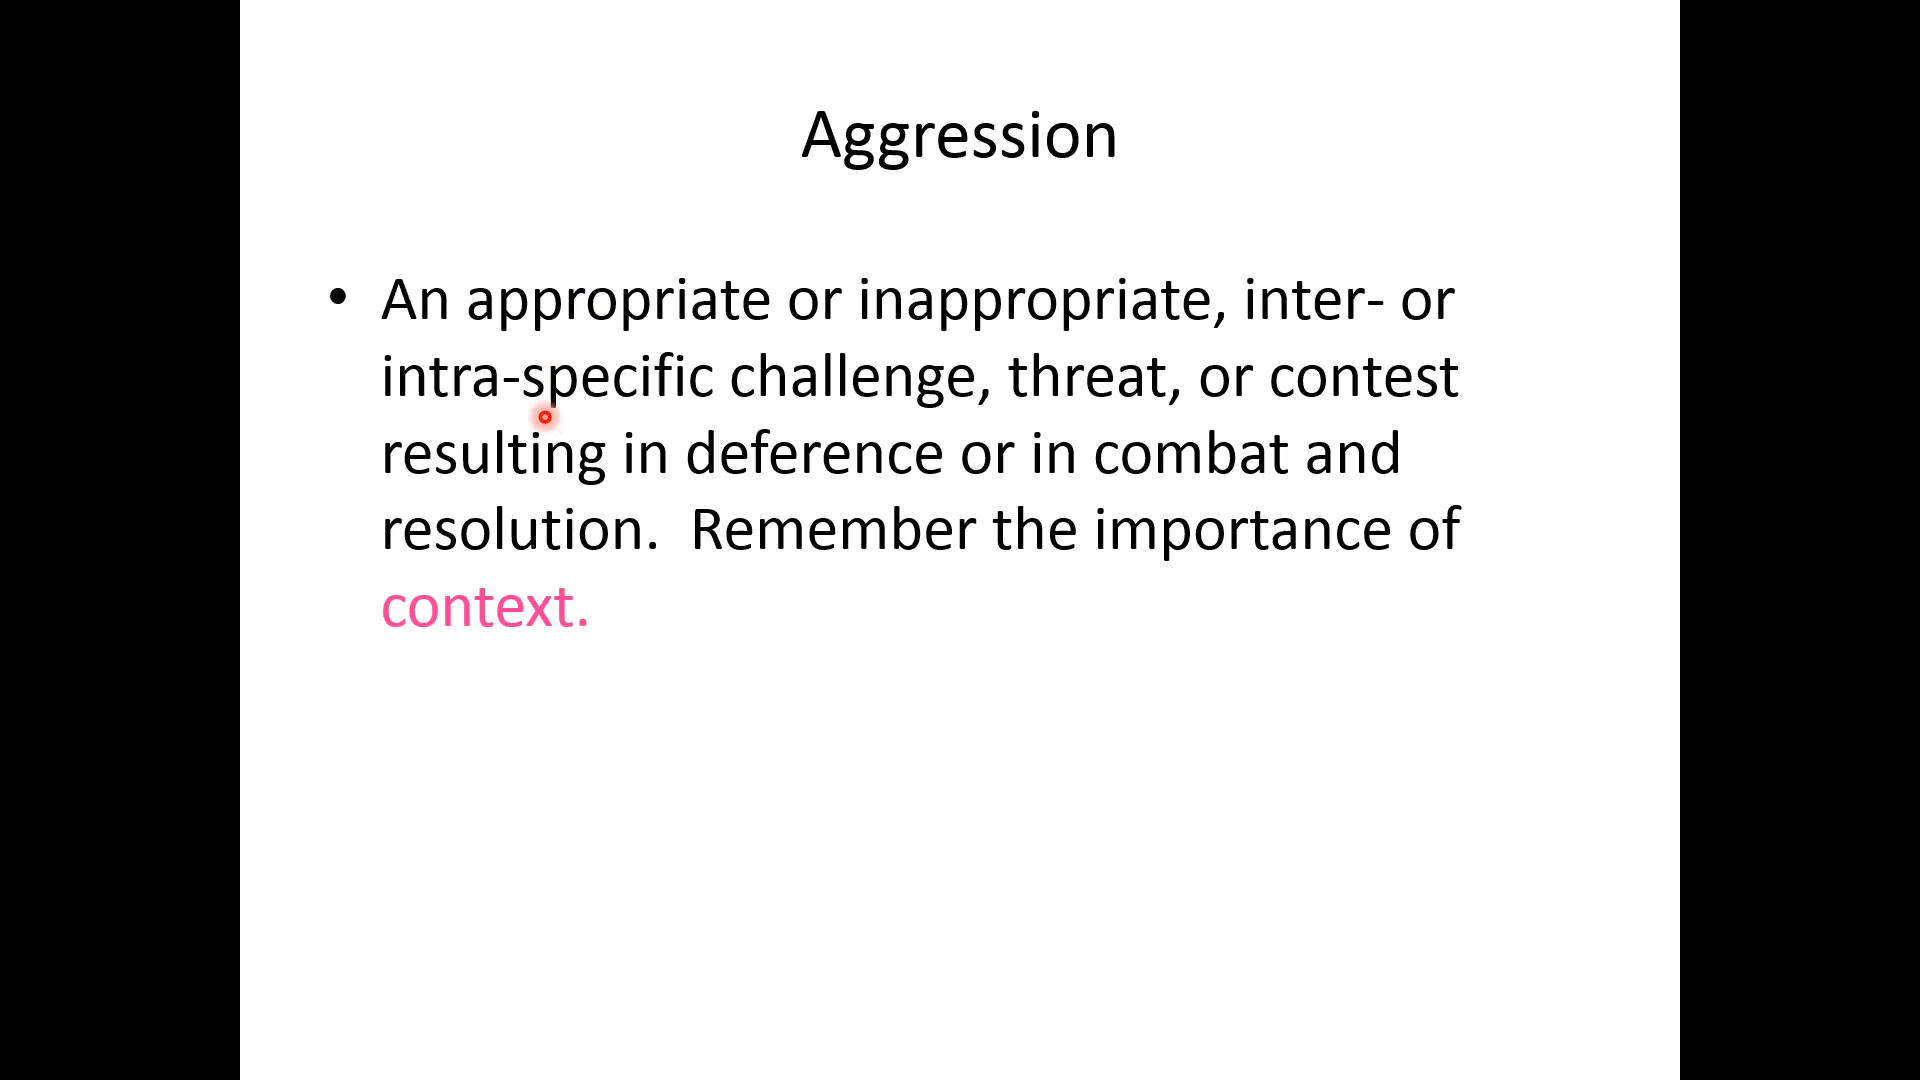 Aggression
• An appropriate or inappropriate, inter- or
intra-specific challenge, threat, or contest
resulting in deference or in combat and
resolution.  Remember the importance of
context.